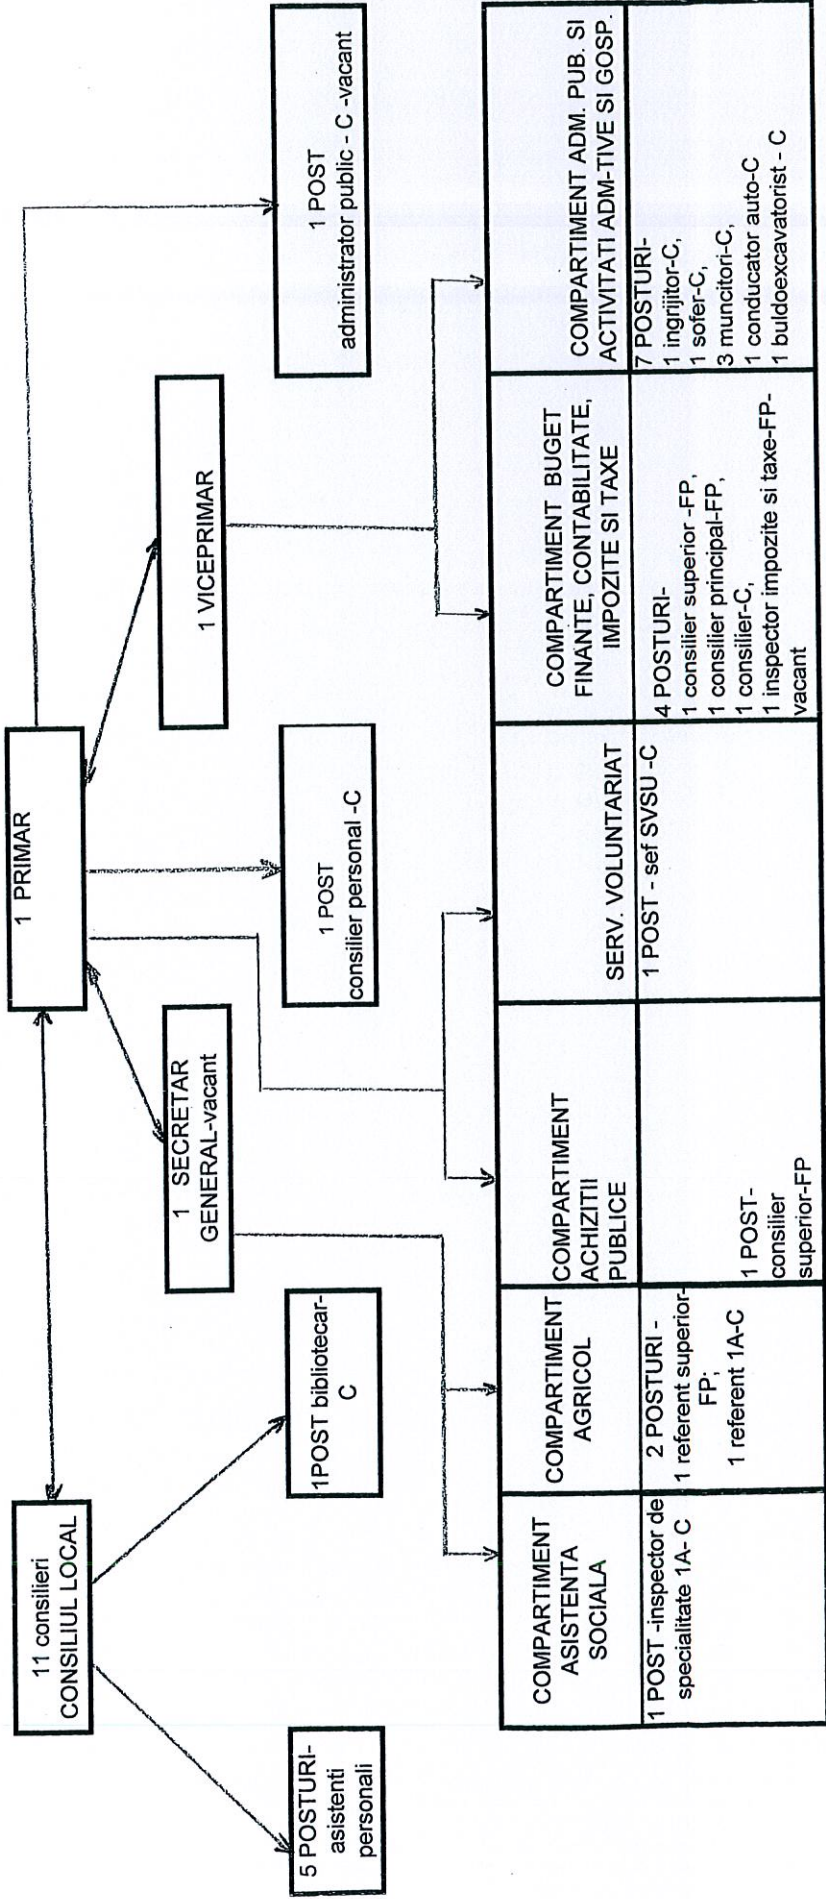 11 consilieri
CONSILIUL LOCAL
1 PRIMAR
1 SECRETAR
GENERAL-vacant
1 VICEPRIMAR
5 POSTURI-
asistenti
personali
1POST bibliotecar-
C
1 POST
consilier personal -C
1 POST
administrator public - C -vacant
COMPARTIMENT
ASISTENTA
SOCIALA
COMPARTIMENT
AGRICOL
COMPARTIMENT
ACHIZITII
PUBLICE
SERV. VOLUNTARIAT
COMPARTIMENT BUGET
FINANTE, CONTABILITATE,
IMPOZITE SI TAXE
COMPARTIMENT ADM. PUB. SI
ACTIVITATI ADM-TIVE SI GOSP.
1 POST -inspector de
specialitate 1A- C
2 POSTURI -
1 referent superior-
FP;
1 referent 1A-C
1 POST-
consilier
superior-FP
1 POST - sef SVSU -C
4 POSTURI-
1 consilier superior -FP,
1 consilier principal-FP,
1 consilier-C,
1 inspector impozite si taxe-FP-
vacant
7 POSTURI-
1 ingrijitor-C,
1 sofer-C,
3 muncitori-C,
1 conducator auto-C
1 buldoexcavatorist - C